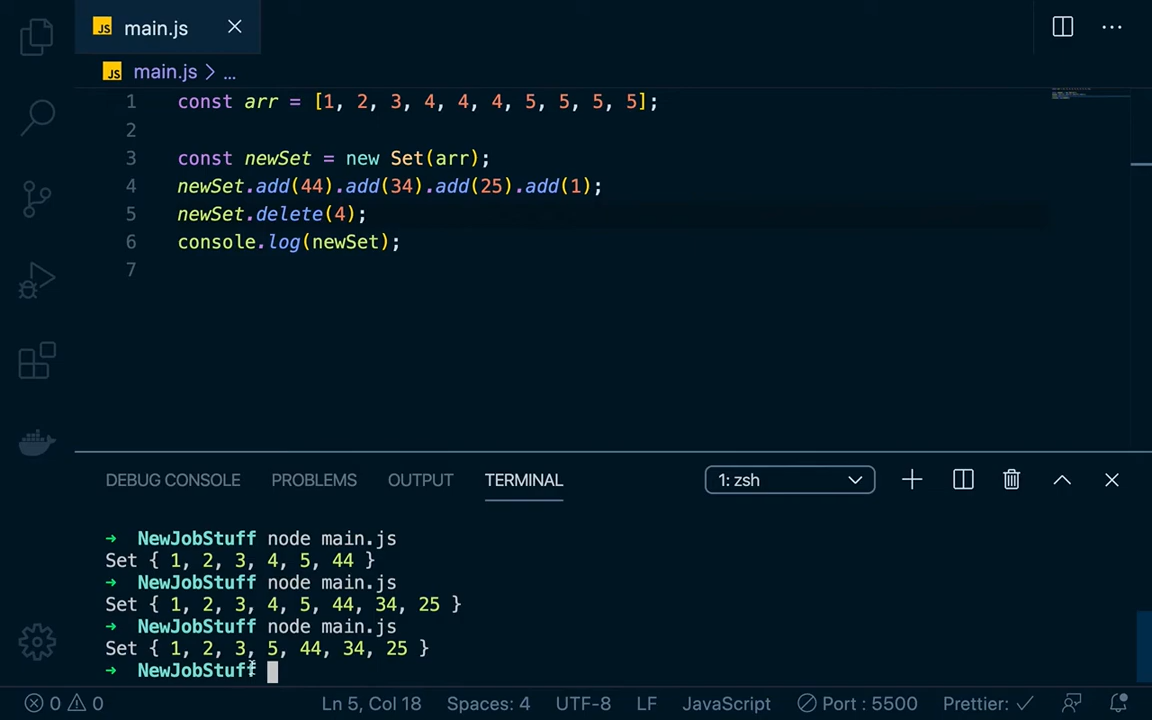 JS main.js
JS main.js > ...
1 const arr = [1, 2, 3, 4, 4, 4, 5, 5, 5, 5];
2
3 const newSet = new Set(arr);
4 newSet.add(44).add(34).add(25).add(1);
5 newSet.delete(4);
6 console.log(newSet);
7
DEBUG CONSOLE PROBLEMS OUTPUT TERMINAL 1: zsh
→ NewJobStuff node main.js
Set { 1, 2, 3, 4, 5, 44 }
→ NewJobStuff node main.js
Set { 1, 2, 3, 4, 5, 44, 34, 25 }
→ NewJobStuff node main.js
Set { 1, 2, 3, 5, 44, 34, 25 }
→ NewJobStuff
0 0 Ln 5, Col 18 Spaces: 4 UTF-8 LF JavaScript Port : 5500 Prettier: ✓